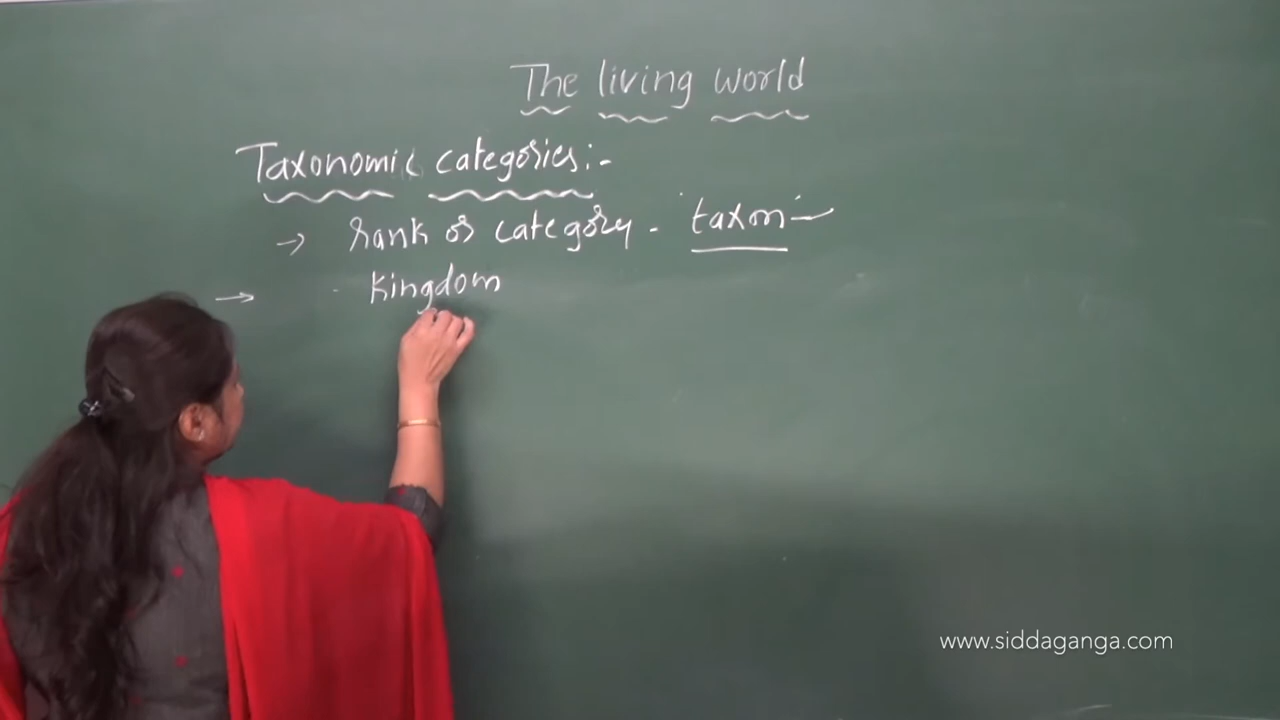 The living world
Taxonomic categories:-
→ Rank or category - taxon -
→ Kingdom
www.siddaganga.com